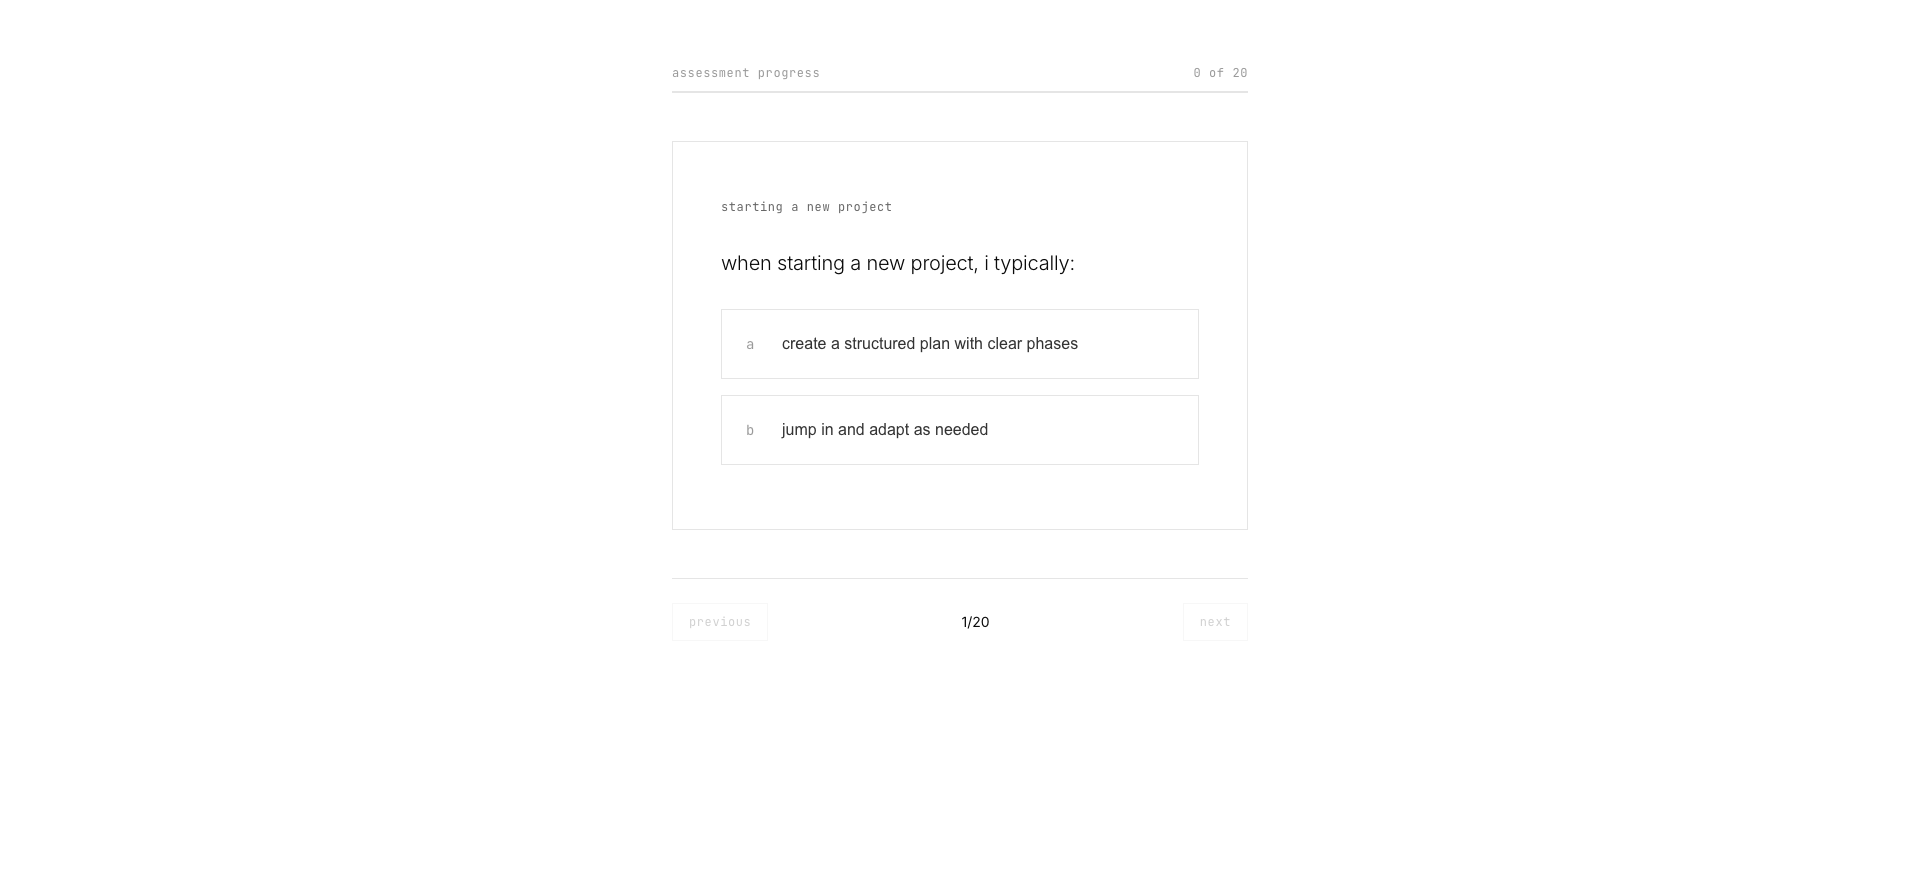 assessment progress
0 of 20
starting a new project
when starting a new project, i typically:
a create a structured plan with clear phases
b jump in and adapt as needed
previous
1/20
next